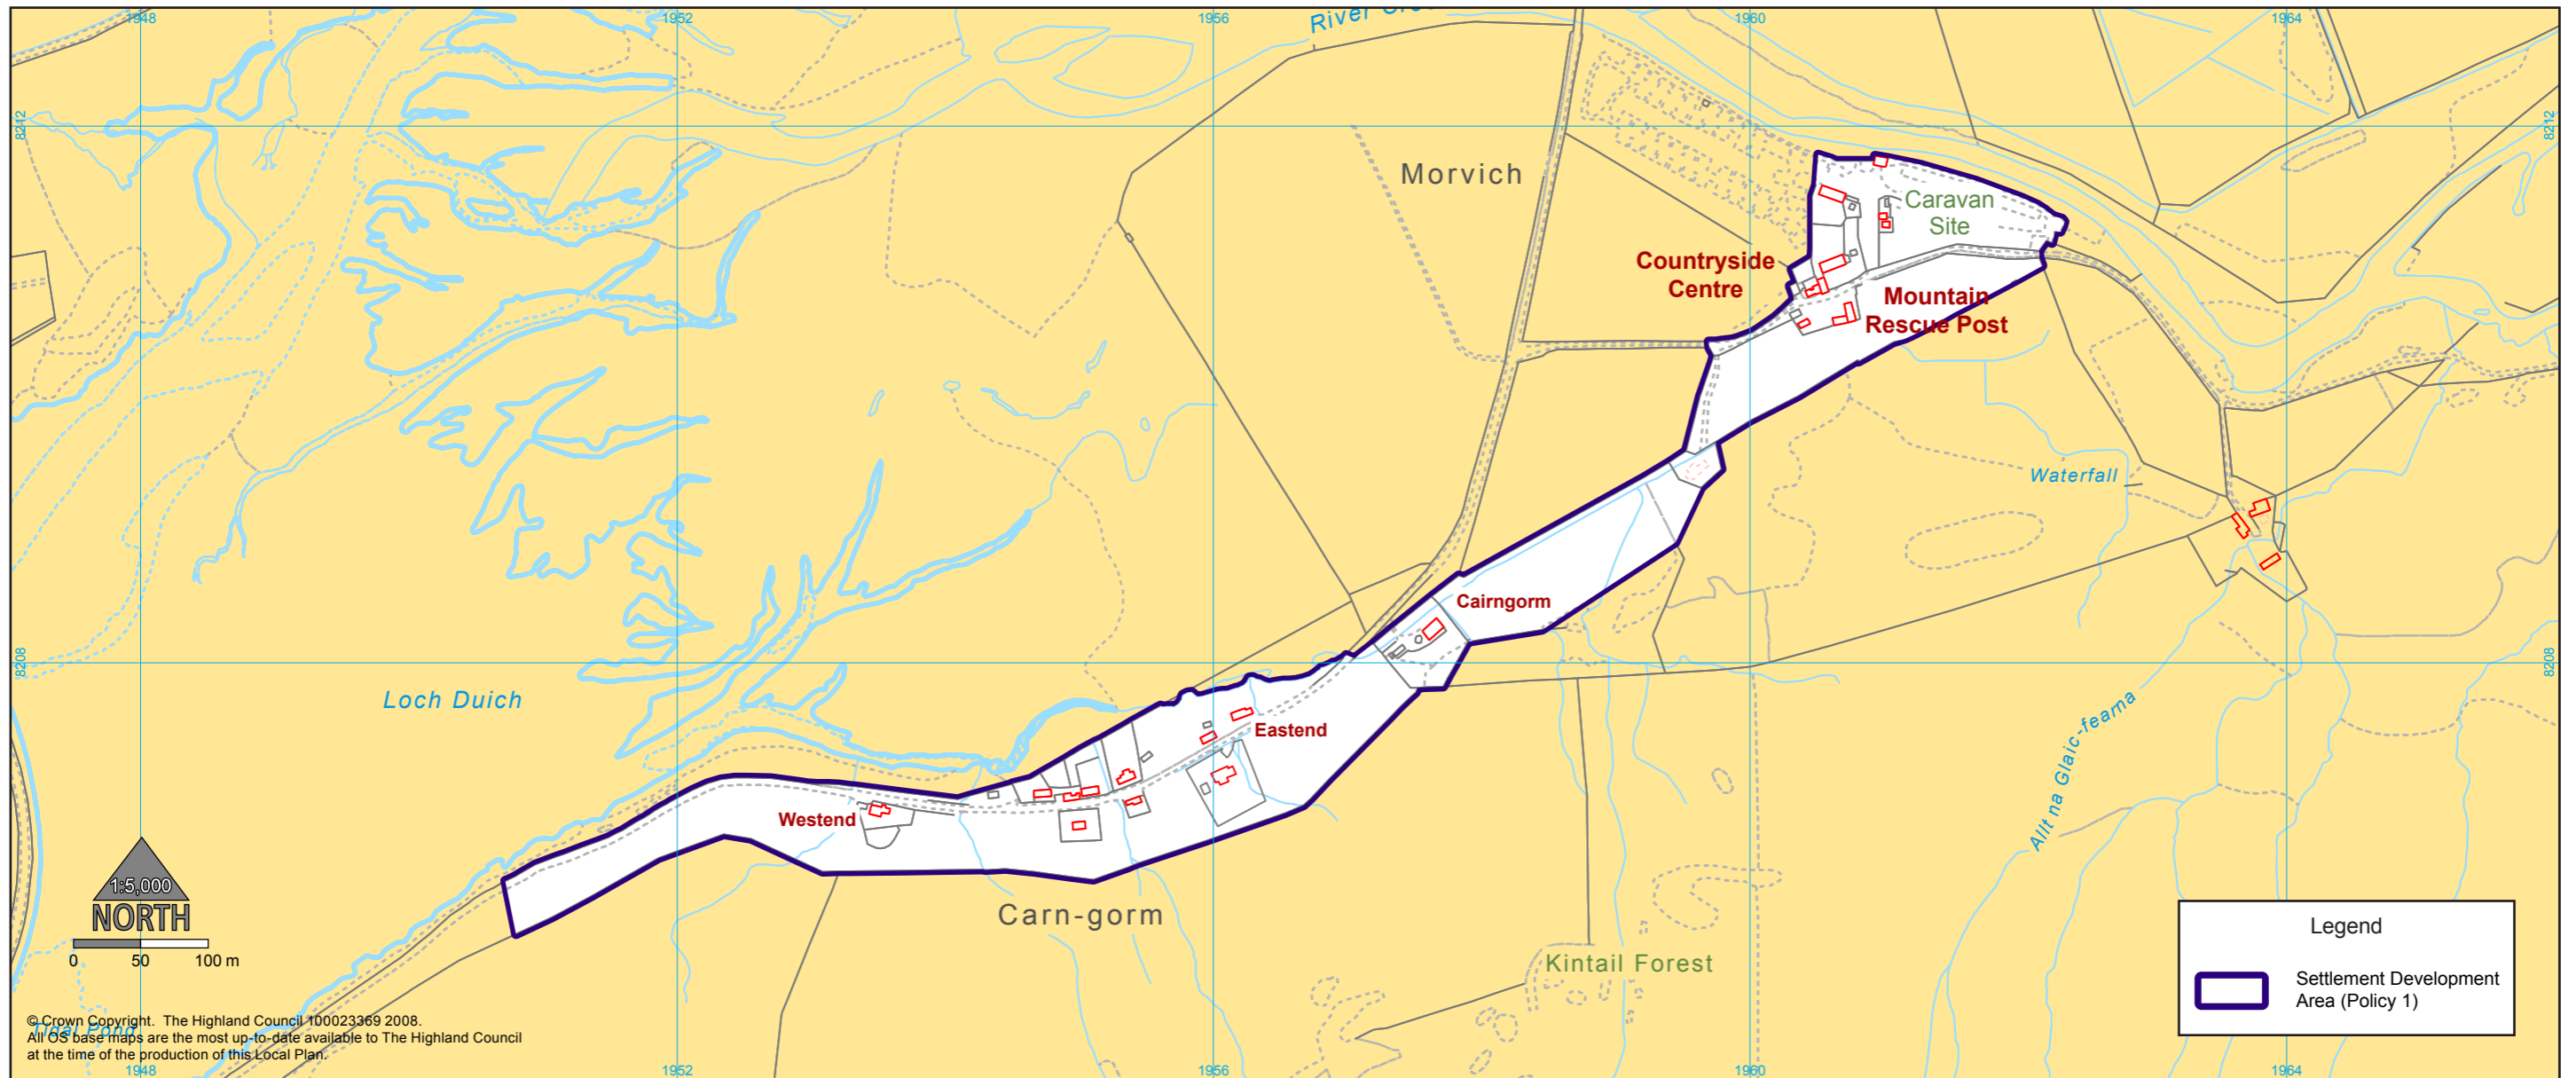 1948
1952
1956
1960
1964
River
8212
8212
Morvich
Caravan
Site
Countryside
Centre
Mountain
Rescue Post
Waterfall
Cairngorm
8208
8208
Loch Duich
Eastend
Westend
Allt na Glaic-fearna
1:5,000
NORTH
0 50 100 m
Carn-gorm
Kintail Forest
Legend
Settlement Development
Area (Policy 1)
© Crown Copyright. The Highland Council 100023369 2008.
Tidal Pond
All OS base maps are the most up-to-date available to The Highland Council
at the time of the production of this Local Plan.
1948
1952
1956
1960
1964